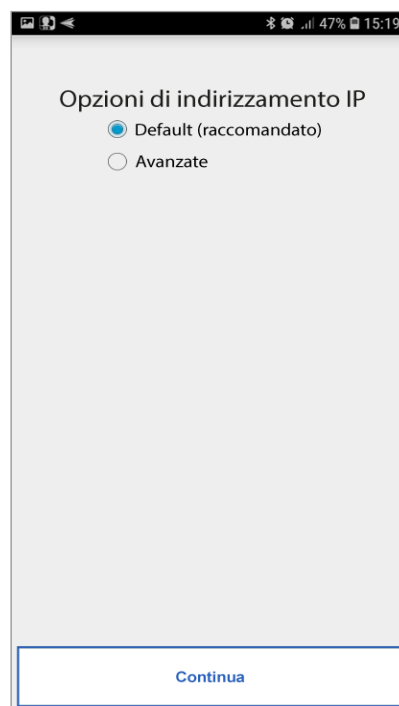 47% 15:19
Opzioni di indirizzamento IP
Default (raccomandato)
Avanzate
Continua